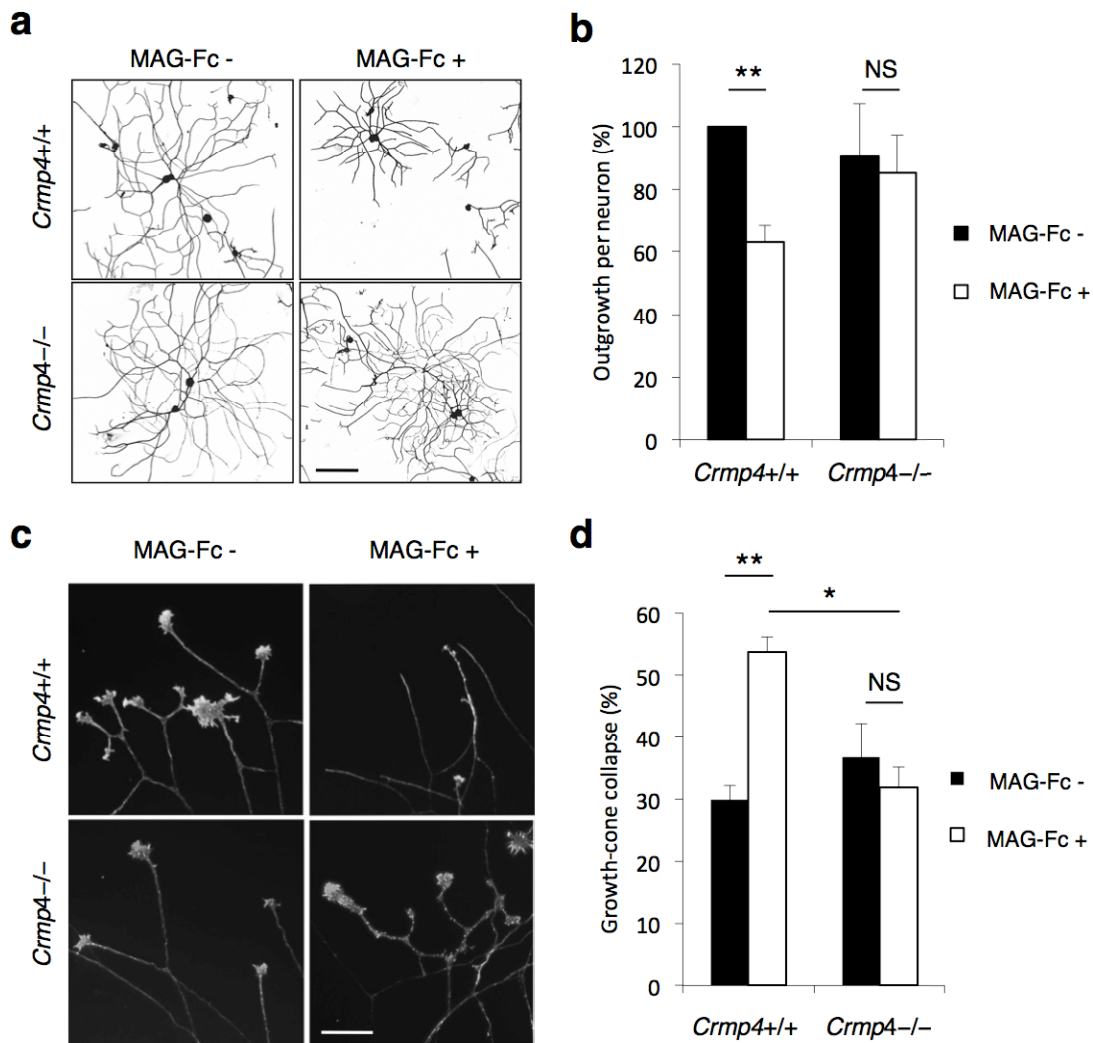 a
MAG-Fc -
MAG-Fc +
Crmp4+/+
Crmp4–/–
b
120
100
80
60
40
20
0
Outgrowth per neuron (%)
**
NS
Crmp4+/+
Crmp4–/–
MAG-Fc -
MAG-Fc +
c
MAG-Fc -
MAG-Fc +
Crmp4+/+
Crmp4–/–
d
60
50
40
30
20
10
0
Growth-cone collapse (%)
**
*
NS
Crmp4+/+
Crmp4–/–
MAG-Fc -
MAG-Fc +